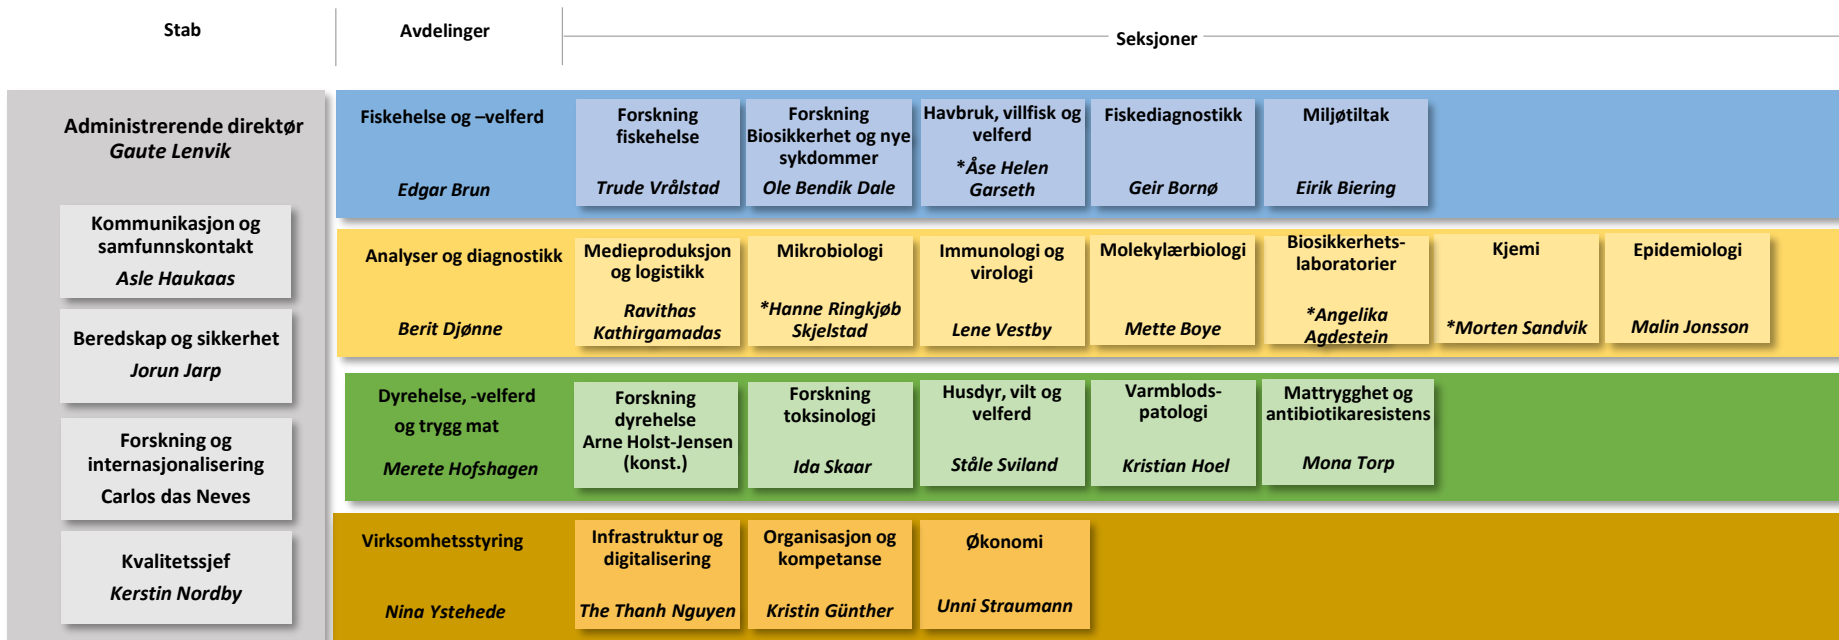 Stab
Avdelinger
Seksjoner
Administrerende direktør
Gaute Lenvik
Kommunikasjon og
samfunnskontakt
Asle Haukaas
Beredskap og sikkerhet
Jorun Jarp
Forskning og
internasjonalisering
Carlos das Neves
Kvalitetssjef
Kerstin Nordby
Fiskehelse og –velferd
Edgar Brun
Forskning
fiskehelse
Trude Vrålstad
Forskning
Biosikkerhet og nye
sykdommer
Ole Bendik Dale
Havbruk, villfisk og
velferd
*Åse Helen
Garseth
Fiskediagnostikk
Geir Bornø
Miljøtiltak
Eirik Biering
Analyser og diagnostikk
Berit Djønne
Medieproduksjon
og logistikk
Ravithas
Kathirgamadas
Mikrobiologi
*Hanne Ringkjøb
Skjelstad
Immunologi og
virologi
Lene Vestby
Molekylærbiologi
Mette Boye
Biosikkerhets-
laboratorier
*Angelika
Agdestein
Kjemi
*Morten Sandvik
Epidemiologi
Malin Jonsson
Dyrehelse, -velferd
og trygg mat
Merete Hofshagen
Forskning
dyrehelse
Arne Holst-Jensen
(konst.)
Forskning
toksinologi
Ida Skaar
Husdyr, vilt og
velferd
Ståle Sviland
Varmblods-
patologi
Kristian Hoel
Mattrygghet og
antibiotikaresistens
Mona Torp
Virksomhetsstyring
Nina Ystehede
Infrastruktur og
digitalisering
The Thanh Nguyen
Organisasjon og
kompetanse
Kristin Günther
Økonomi
Unni Straumann